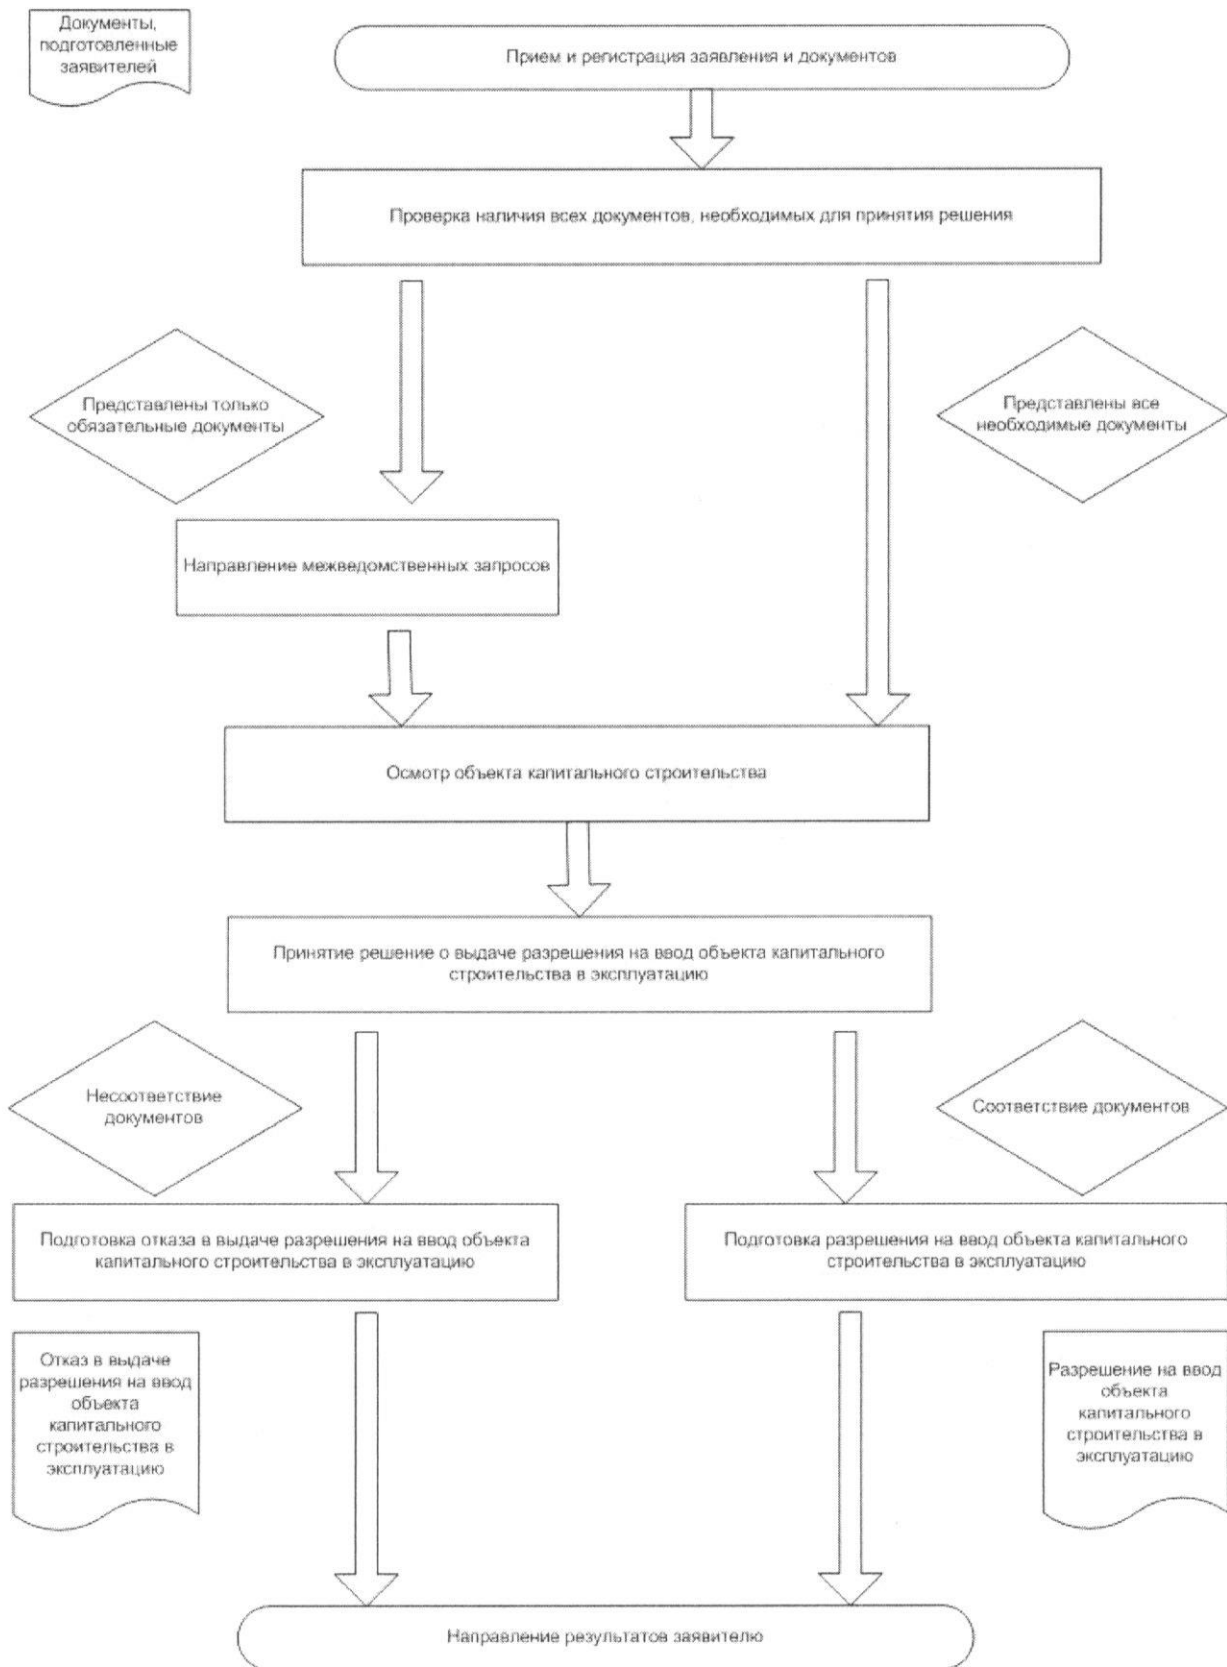 Документы,
подготовленные
заявителей
Прием и регистрация заявления и документов
Проверка наличия всех документов, необходимых для принятия решения
Представлены только
обязательные документы
Представлены все
необходимые документы
Направление межведомственных запросов
Осмотр объекта капитального строительства
Принятие решение о выдаче разрешения на ввод объекта капитального
строительства в эксплуатацию
Несоответствие
документов
Соответствие документов
Подготовка отказа в выдаче разрешения на ввод объекта
капитального строительства в эксплуатацию
Подготовка разрешения на ввод объекта капитального
строительства в эксплуатацию
Отказ в выдаче
разрешения на ввод
объекта
капитального
строительства в
эксплуатацию
Разрешение на ввод
объекта
капитального
строительства в
эксплуатацию
Направление результатов заявителю